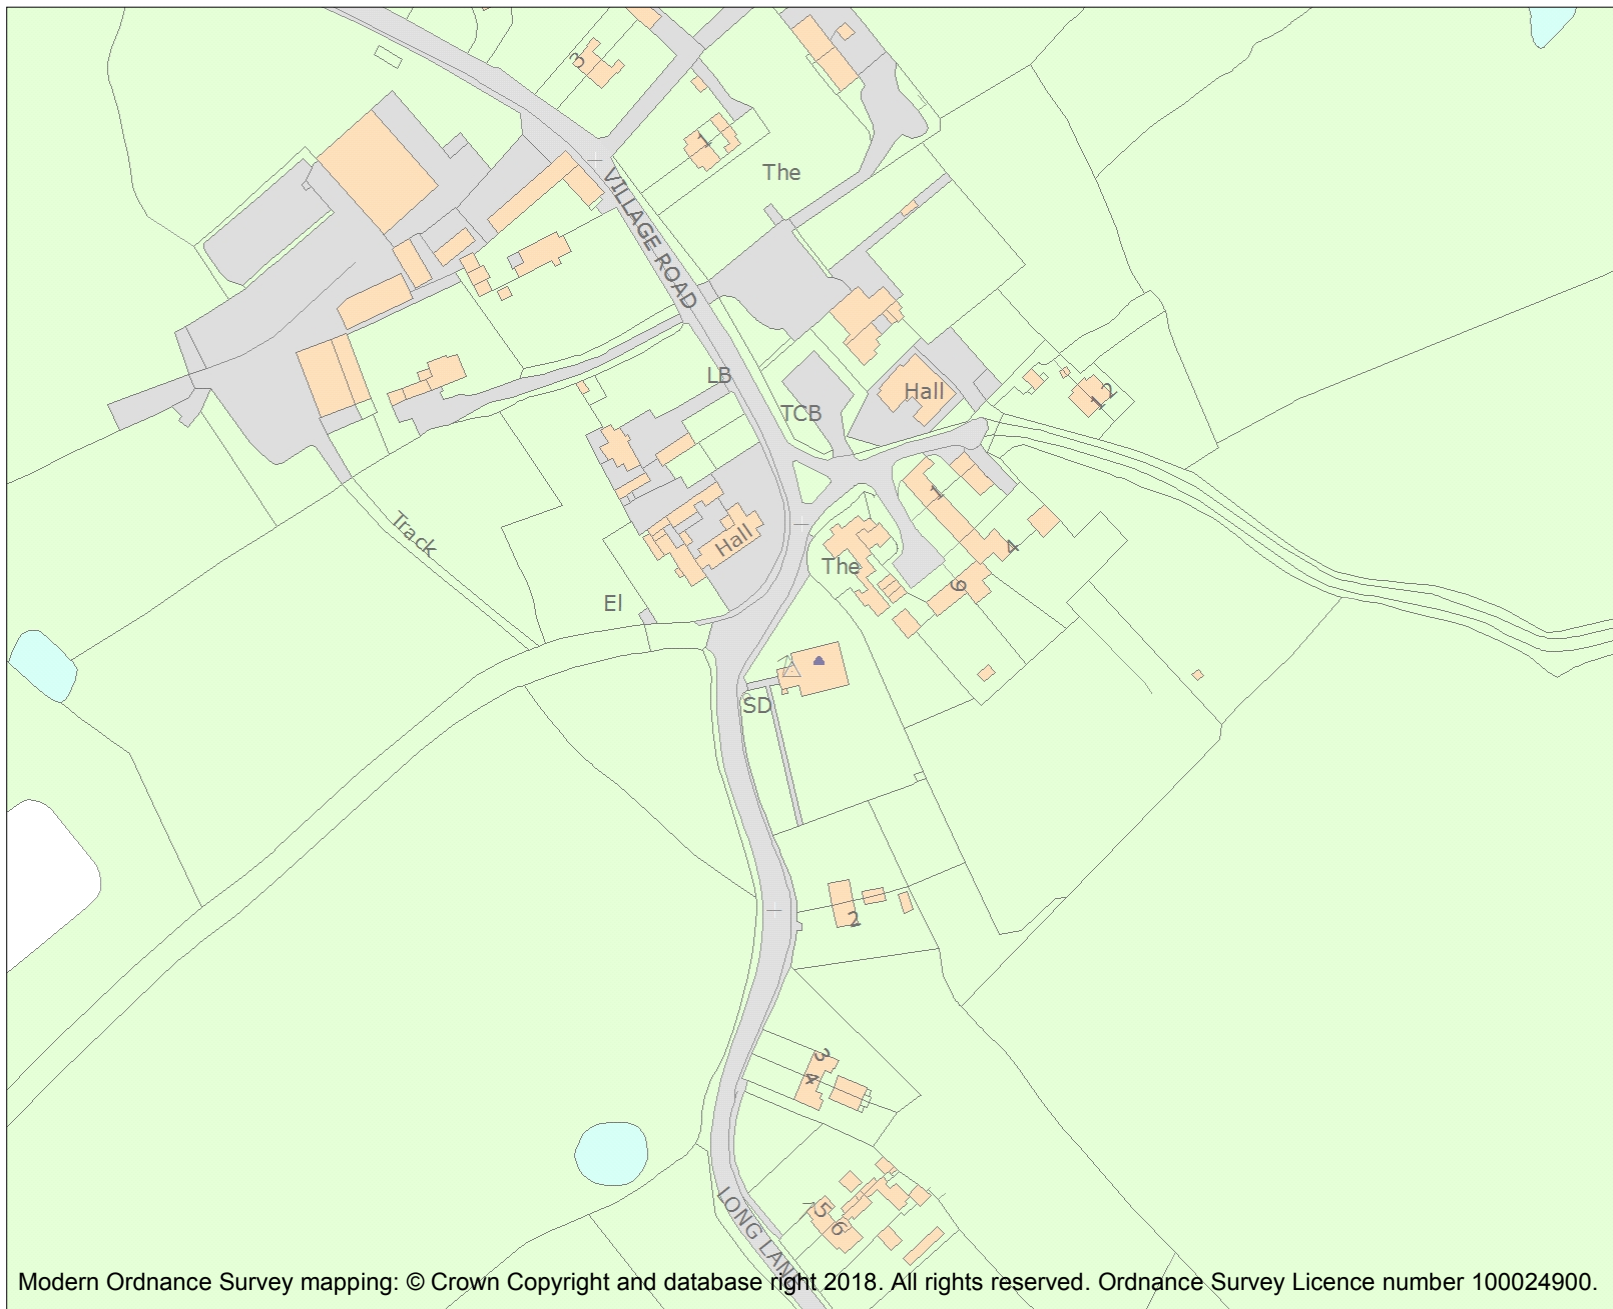 3
1
The
VILLAGE ROAD
LB
Hall
1 2
TCB
1
Track
Hall
4
The
6
El
SD
2
3
4
5
6
LONG LANE
Modern Ordnance Survey mapping: © Crown Copyright and database right 2018. All rights reserved. Ordnance Survey Licence number 100024900.